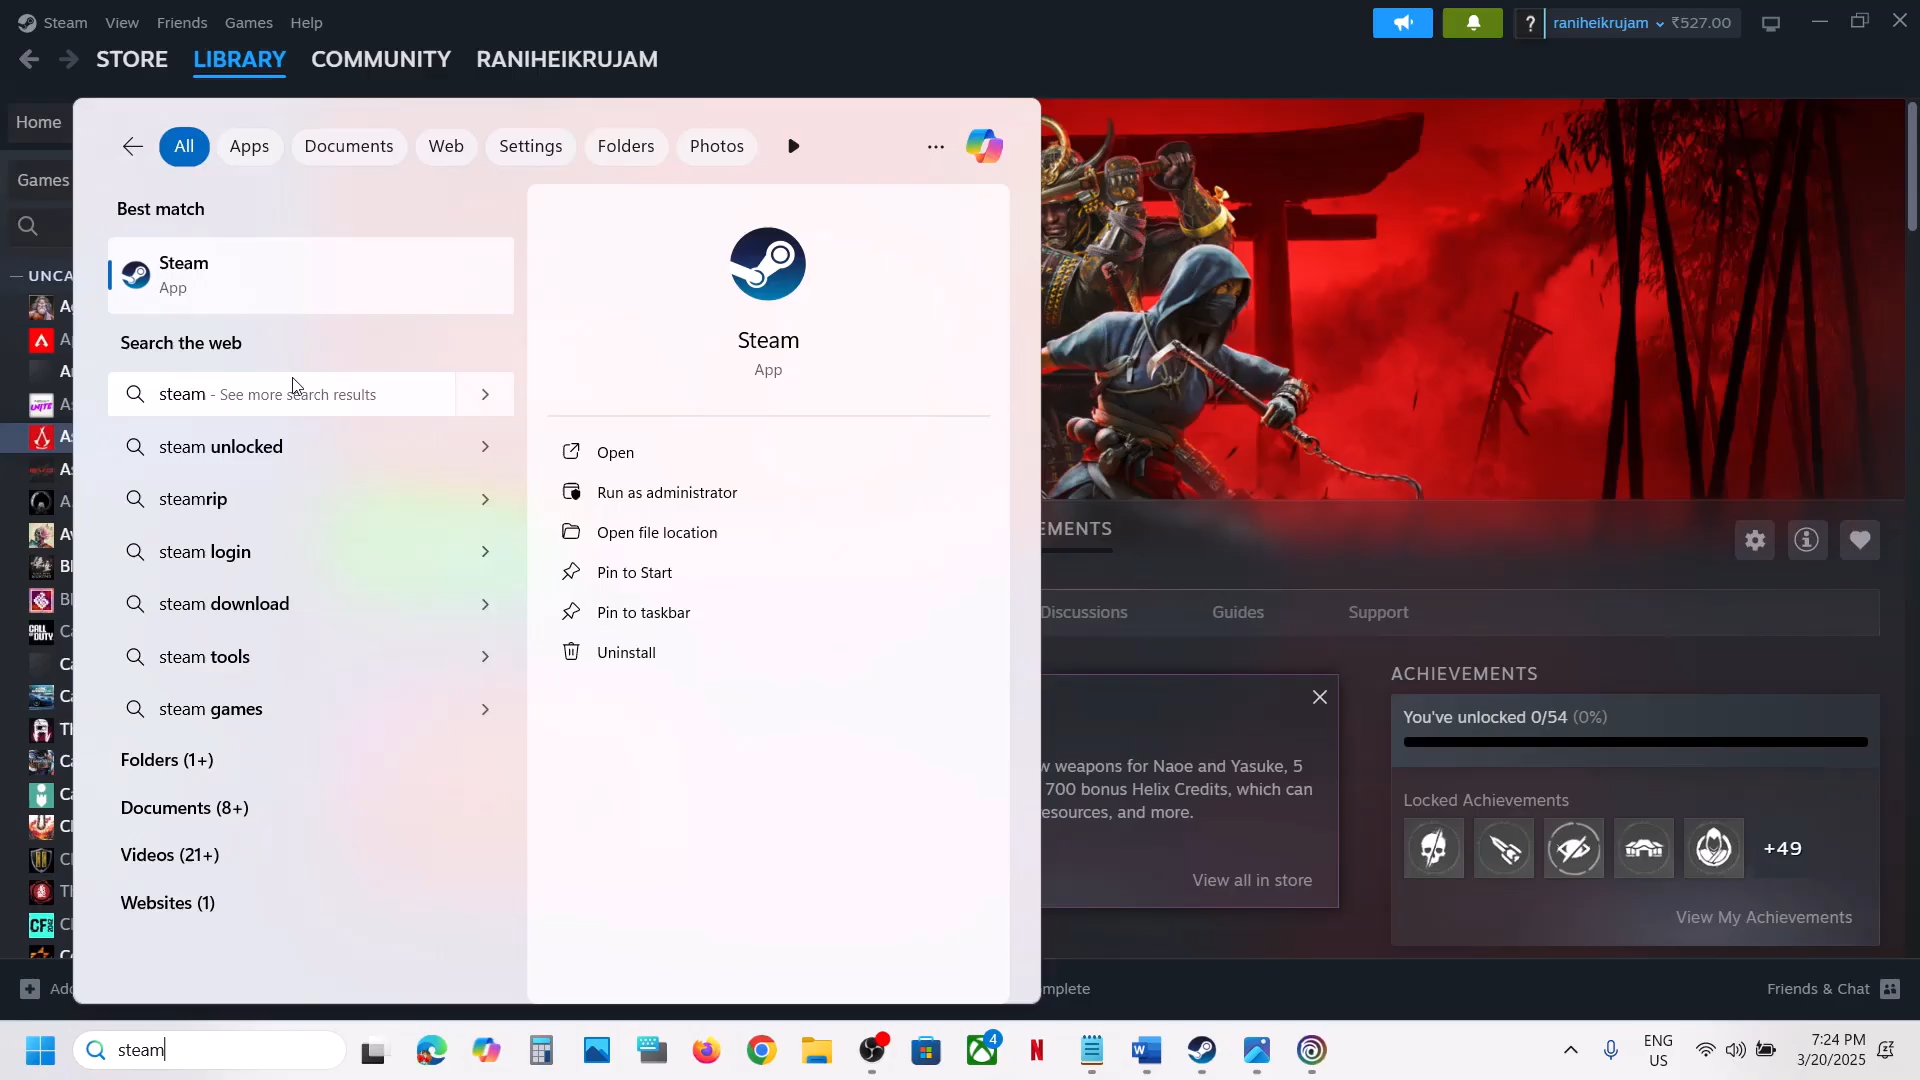 Steam View Friends Games Help
? raniheikrujam ₹527.00
STORE LIBRARY COMMUNITY RANIHEIKRUJAM
Home
Games
UNCA
All Apps Documents Web Settings Folders Photos
Best match
Steam
App
Search the web
steam - See more search results
steam unlocked
steamrip
steam login
steam download
steam tools
steam games
Folders (1+)
Documents (8+)
Videos (21+)
Websites (1)
Steam
App
Open
Run as administrator
Open file location
Pin to Start
Pin to taskbar
Uninstall
EMENTS
Discussions Guides Support
w weapons for Naoe and Yasuke, 5
700 bonus Helix Credits, which can
esources, and more.
View all in store
ACHIEVEMENTS
You've unlocked 0/54 (0%)
Locked Achievements
+49
View My Achievements
Add
mplete
Friends & Chat
steam
4
ENG
US
7:24 PM
3/20/2025